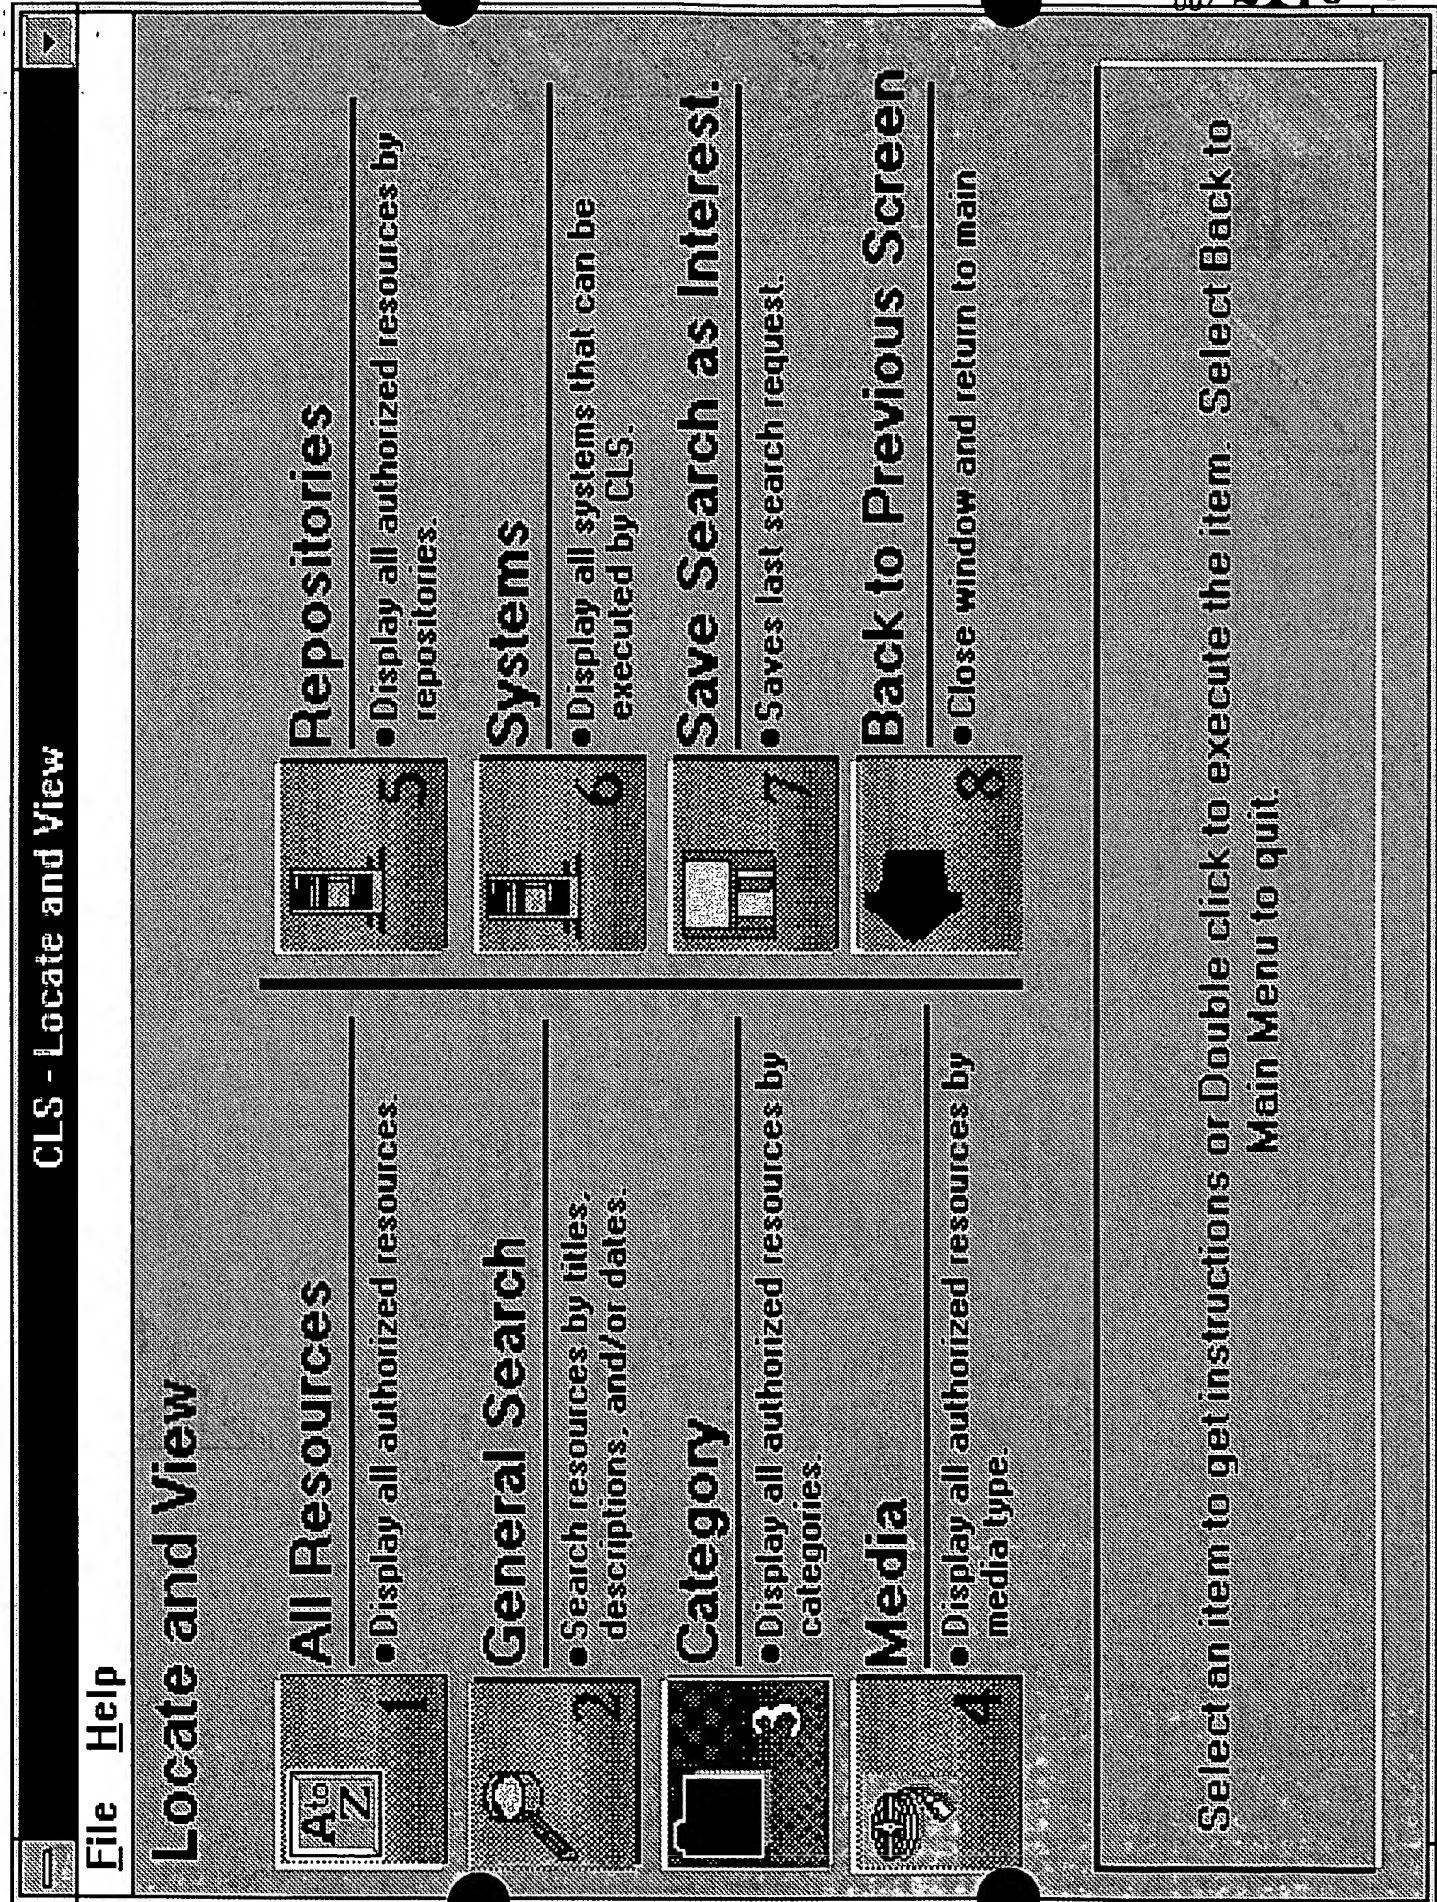 CLS - Locate and View
File Help
Locate and View
A to
Z
1
All Resources
● Display all authorized resources.
2
General Search
● Search resources by titles,
descriptions, and/or dates.
3
Category
● Display all authorized resources by
categories.
4
Media
● Display all authorized resources by
media type.
5
Repositories
● Display all authorized resources by
repositories.
6
Systems
● Display all systems that can be
executed by CLS.
7
Save Search as Interest.
● Saves last search request.
8
Back to Previous Screen
● Close window and return to main
Select an item to get instructions or Double click to execute the item. Select Back to
Main Menu to quit.